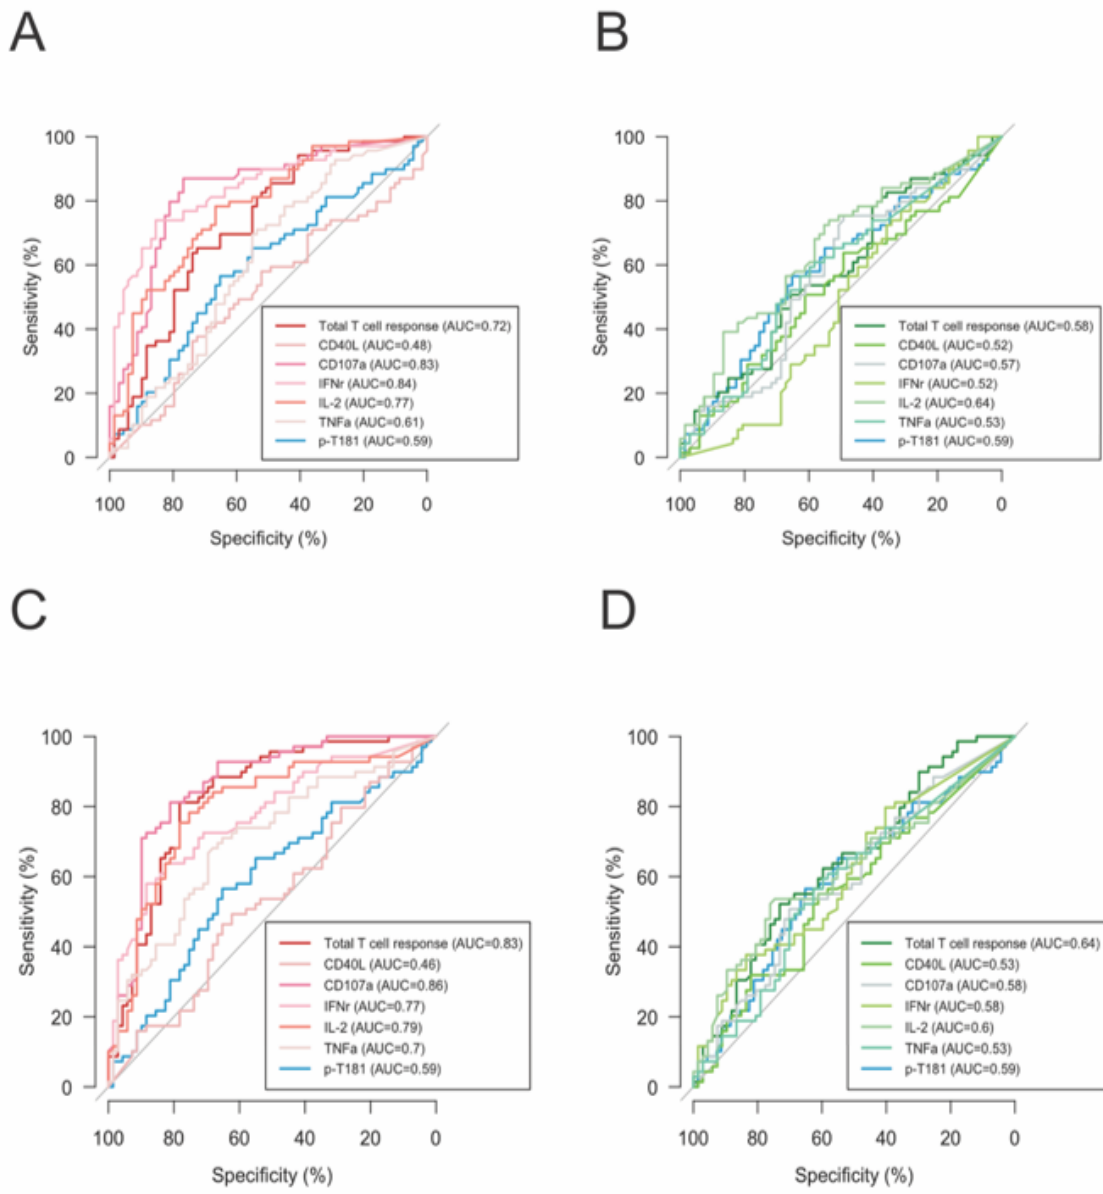 A
B
100
80
60
40
20
0
Sensitivity (%)
Total T cell response (AUC=0.72)
CD40L (AUC=0.48)
CD107a (AUC=0.83)
IFNr (AUC=0.84)
IL-2 (AUC=0.77)
TNFa (AUC=0.61)
p-T181 (AUC=0.59)
100 80 60 40 20 0
Specificity (%)
100
80
60
40
20
0
Sensitivity (%)
Total T cell response (AUC=0.58)
CD40L (AUC=0.52)
CD107a (AUC=0.57)
IFNr (AUC=0.52)
IL-2 (AUC=0.64)
TNFa (AUC=0.53)
p-T181 (AUC=0.59)
100 80 60 40 20 0
Specificity (%)
C
D
100
80
60
40
20
0
Sensitivity (%)
Total T cell response (AUC=0.83)
CD40L (AUC=0.46)
CD107a (AUC=0.86)
IFNr (AUC=0.77)
IL-2 (AUC=0.79)
TNFa (AUC=0.7)
p-T181 (AUC=0.59)
100 80 60 40 20 0
Specificity (%)
100
80
60
40
20
0
Sensitivity (%)
Total T cell response (AUC=0.64)
CD40L (AUC=0.53)
CD107a (AUC=0.58)
IFNr (AUC=0.58)
IL-2 (AUC=0.6)
TNFa (AUC=0.53)
p-T181 (AUC=0.59)
100 80 60 40 20 0
Specificity (%)